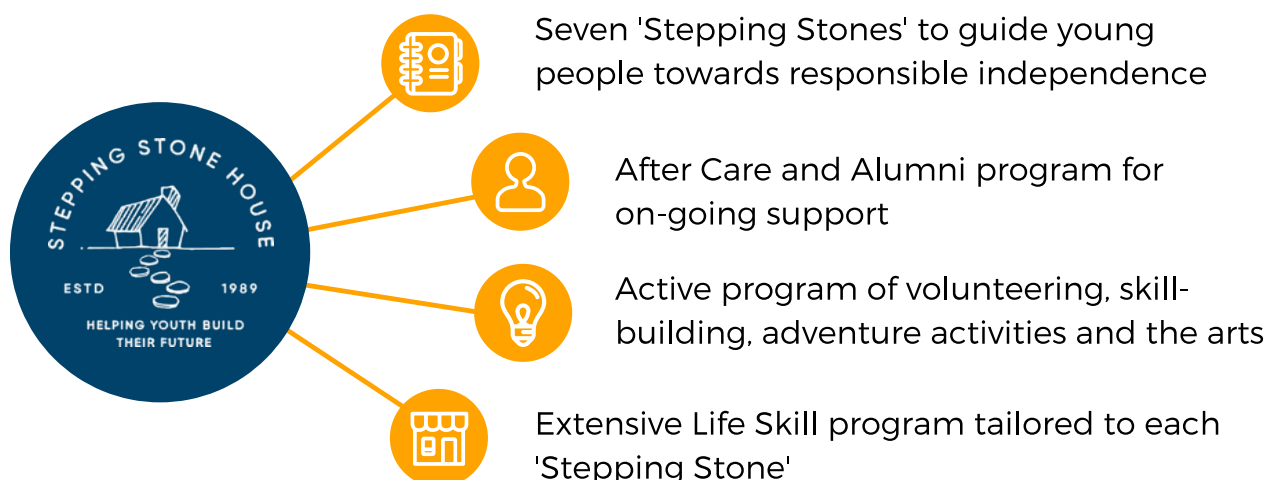 STEPPING STONE HOUSE
ESTD 1989
HELPING YOUTH BUILD
THEIR FUTURE
Seven 'Stepping Stones' to guide young
people towards responsible independence
After Care and Alumni program for
on-going support
Active program of volunteering, skill-
building, adventure activities and the arts
Extensive Life Skill program tailored to each
'Stepping Stone'